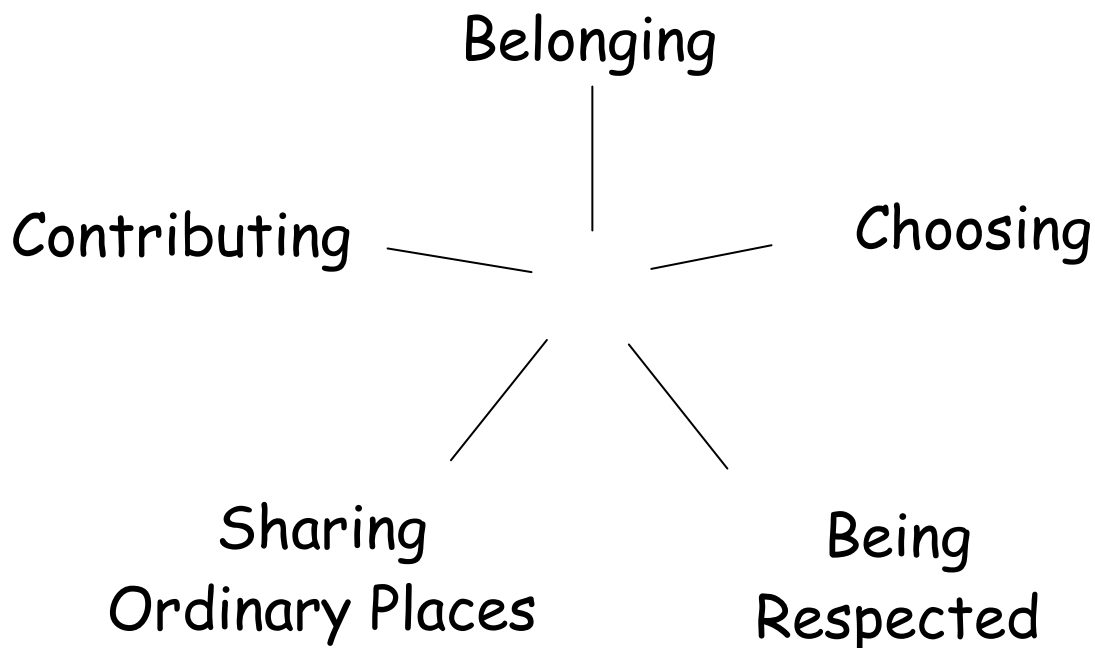 Belonging
Contributing
Choosing
Sharing
Ordinary Places
Being
Respected